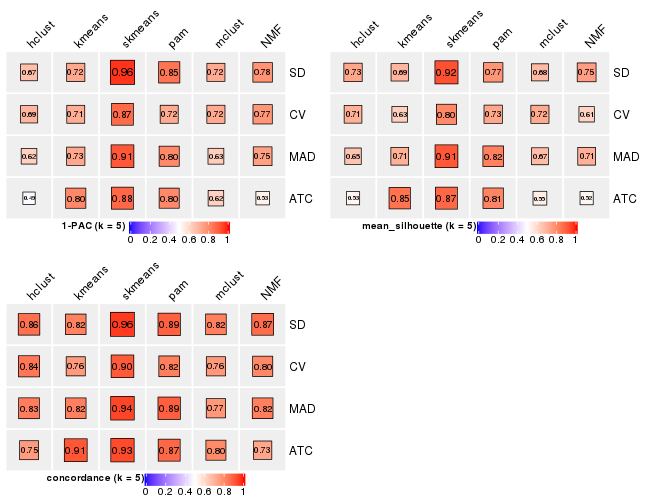 hclust kmeans skmeans pam mclust NMF
0.67 0.72 0.96 0.85 0.72 0.78 SD
0.69 0.71 0.87 0.72 0.72 0.77 CV
0.62 0.73 0.91 0.80 0.63 0.75 MAD
0.49 0.80 0.88 0.80 0.62 0.53 ATC
1-PAC (k = 5)
0 0.2 0.4 0.6 0.8 1
hclust kmeans skmeans pam mclust NMF
0.73 0.69 0.92 0.77 0.68 0.75 SD
0.71 0.63 0.80 0.73 0.72 0.61 CV
0.65 0.71 0.91 0.82 0.67 0.71 MAD
0.53 0.85 0.87 0.81 0.55 0.52 ATC
mean_silhouette (k = 5)
0 0.2 0.4 0.6 0.8 1
hclust kmeans skmeans pam mclust NMF
0.86 0.82 0.96 0.89 0.82 0.87 SD
0.84 0.76 0.90 0.82 0.76 0.80 CV
0.83 0.82 0.94 0.89 0.77 0.82 MAD
0.75 0.91 0.93 0.87 0.80 0.73 ATC
concordance (k = 5)
0 0.2 0.4 0.6 0.8 1